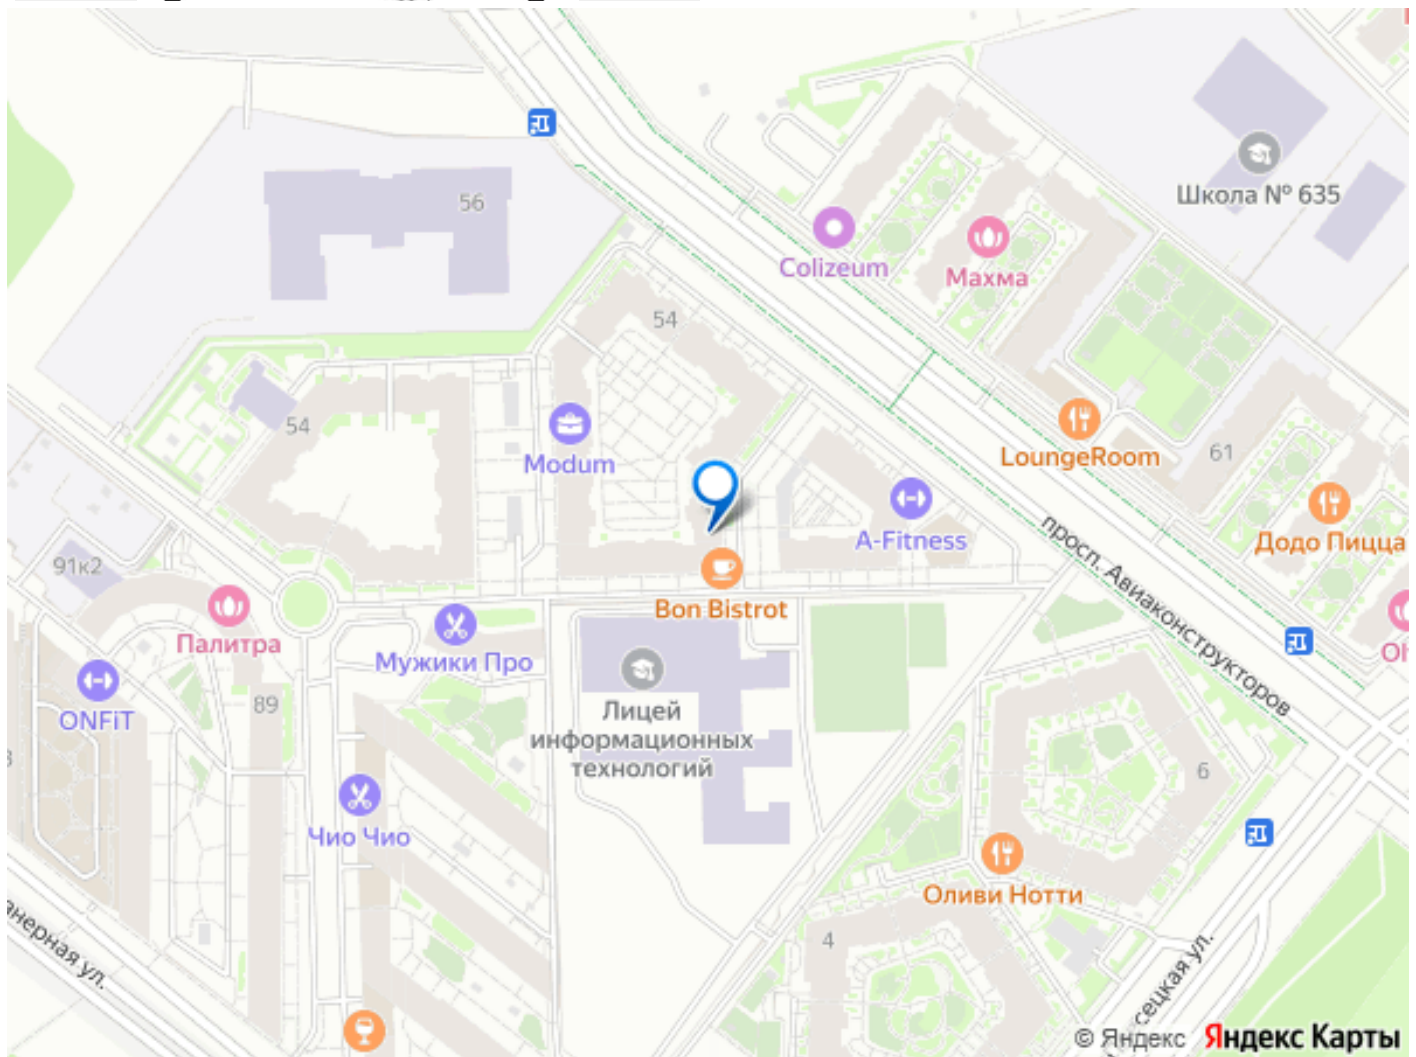 56
Школа № 635
Colizeum
Махма
54
54
Modum
LoungeRoom
61
A-Fitness
Додо Пицца
просп. Авиаконструкторов
91к2
Bon Bistrot
Палитра
Мужики Про
ONFiT
89
Лицей
информационных
технологий
6
Чио Чио
Оливи Нотти
4
анерная ул.
сецкая ул.
© Яндекс Яндекс Карты